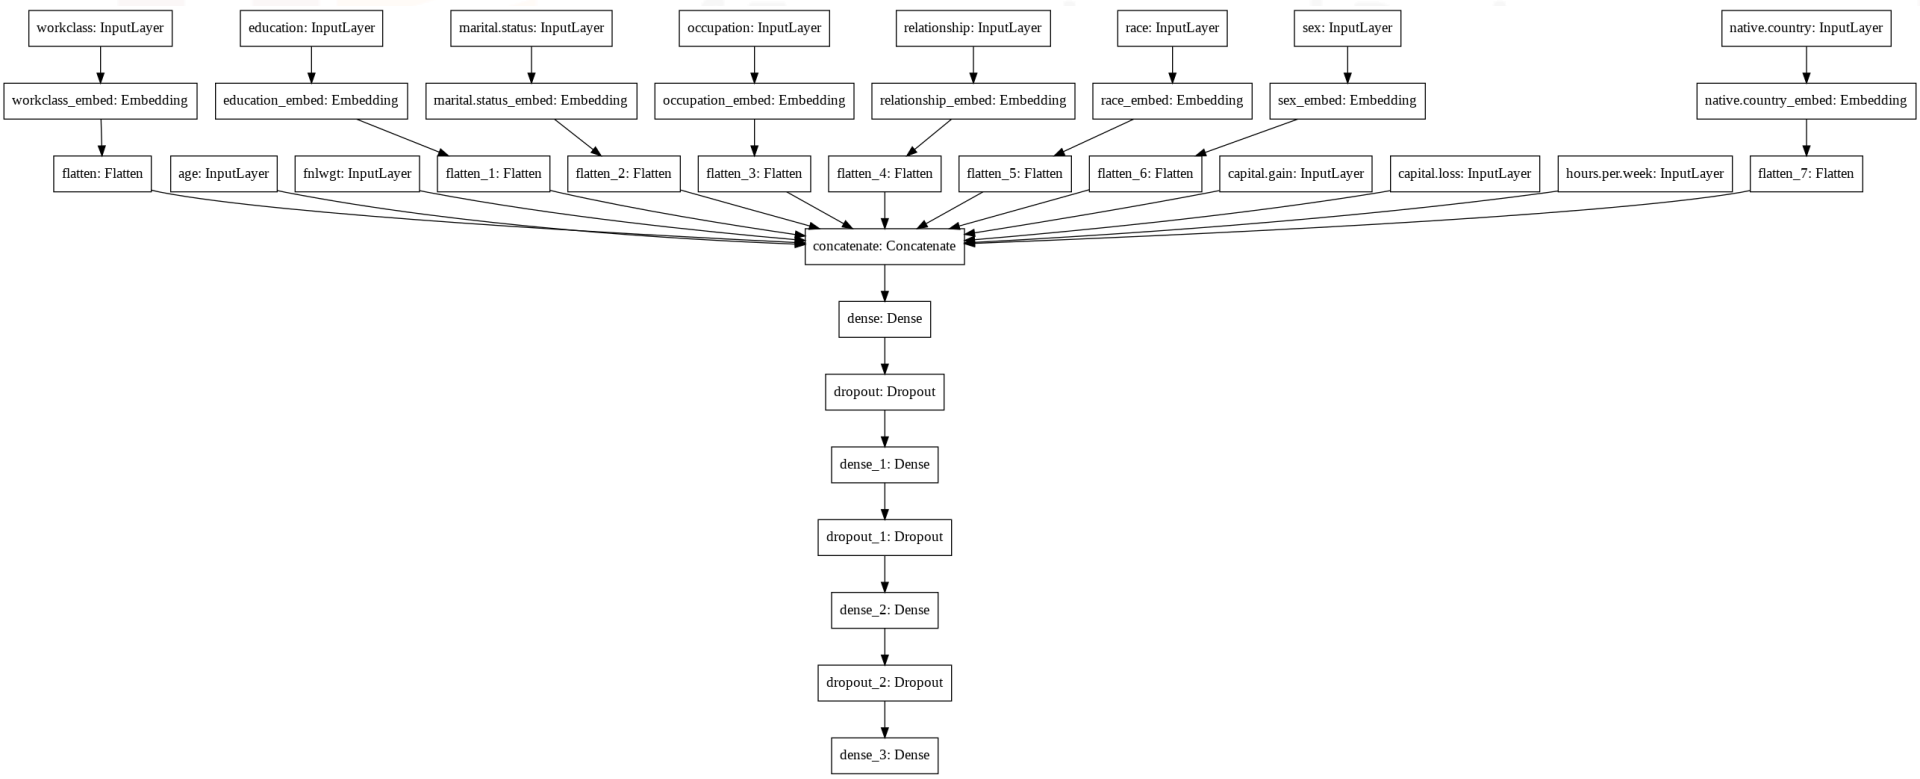 workclass: InputLayer
education: InputLayer
marital.status: InputLayer
occupation: InputLayer
relationship: InputLayer
race: InputLayer
sex: InputLayer
native.country: InputLayer
workclass_embed: Embedding
education_embed: Embedding
marital.status_embed: Embedding
occupation_embed: Embedding
relationship_embed: Embedding
race_embed: Embedding
sex_embed: Embedding
native.country_embed: Embedding
flatten: Flatten
age: InputLayer
fnlwgt: InputLayer
flatten_1: Flatten
flatten_2: Flatten
flatten_3: Flatten
flatten_4: Flatten
flatten_5: Flatten
flatten_6: Flatten
capital.gain: InputLayer
capital.loss: InputLayer
hours.per.week: InputLayer
flatten_7: Flatten
concatenate: Concatenate
dense: Dense
dropout: Dropout
dense_1: Dense
dropout_1: Dropout
dense_2: Dense
dropout_2: Dropout
dense_3: Dense